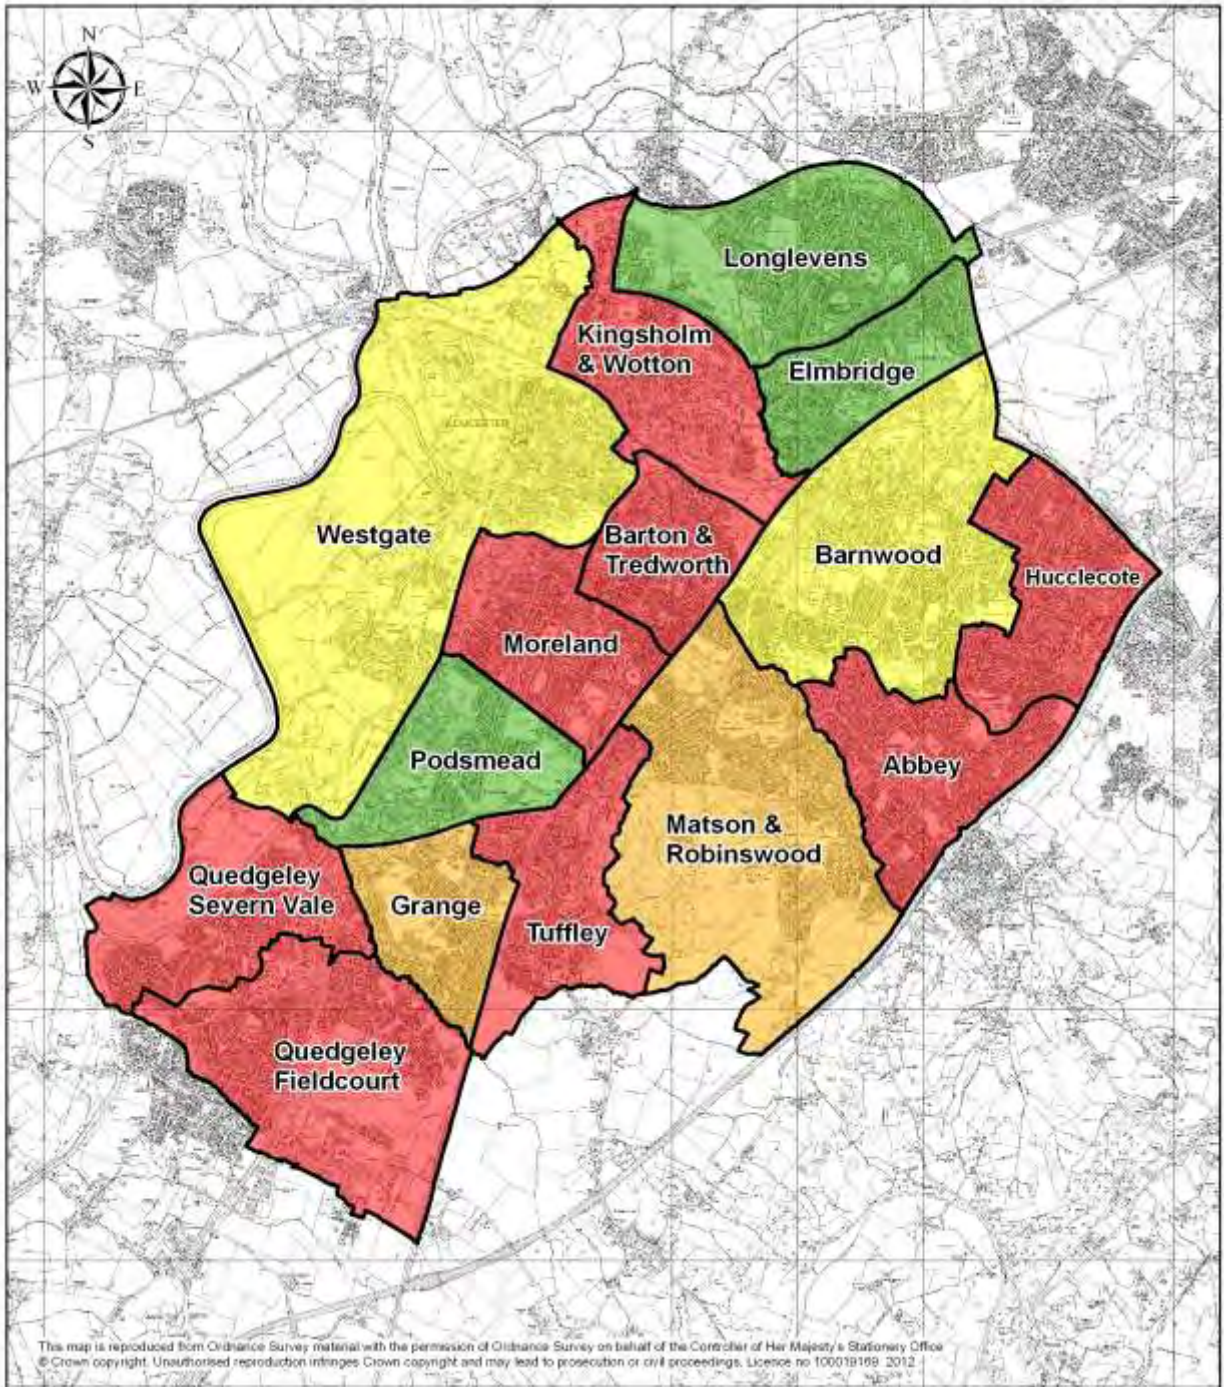 N
W E
S
Longlevens
Kingsholm
& Wotton
Elmbridge
GLOUCESTER
Westgate
Barton &
Tredworth
Barnwood
Hucclecote
Moreland
Podsmead
Abbey
Matson &
Robinswood
Quedgeley
Severn Vale
Grange
Tuffley
Quedgeley
Fieldcourt
This map is reproduced from Ordnance Survey material with the permission of Ordnance Survey on behalf of the Controller of Her Majesty's Stationery Office
© Crown copyright. Unauthorised reproduction infringes Crown copyright and may lead to prosecution or civil proceedings. Licence no 100019169 2012